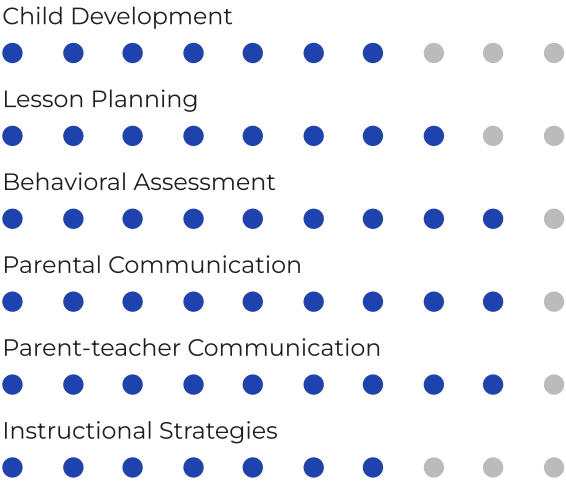 Child Development
Lesson Planning
Behavioral Assessment
Parental Communication
Parent-teacher Communication
Instructional Strategies